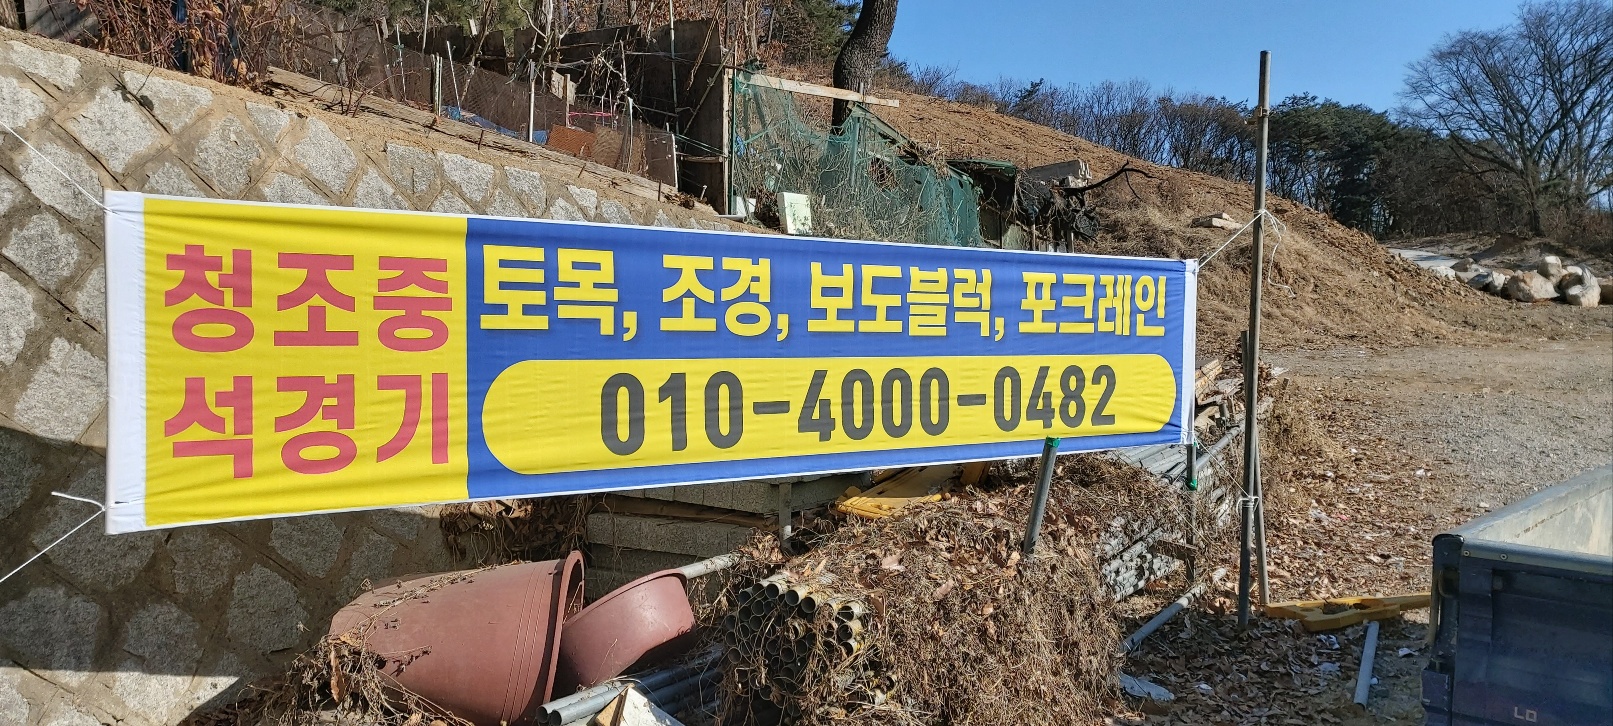 청조중석경기
토목, 조경, 보도블럭, 포크레인
010-4000-0482